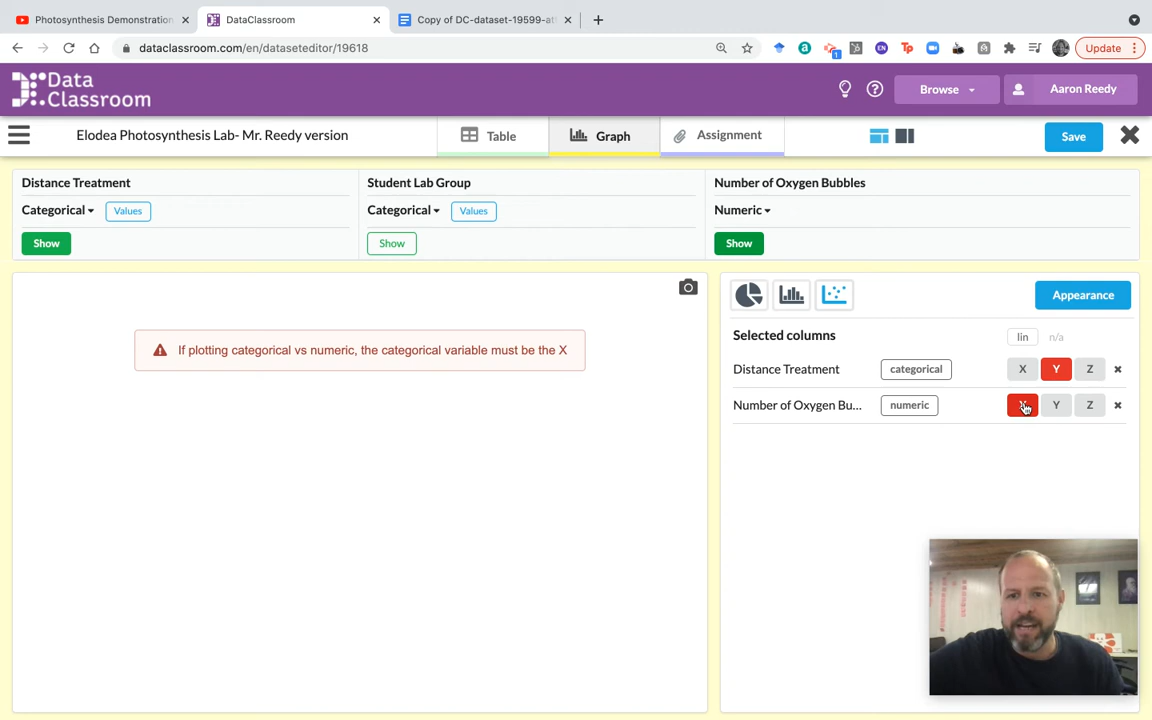 Photosynthesis Demonstration
DataClassroom
Copy of DC-dataset-19599-at
dataclassroom.com/en/dataseteditor/19618
Update
Data
Classroom
Browse
Aaron Reedy
Elodea Photosynthesis Lab- Mr. Reedy version
Table
Graph
Assignment
Save
Distance Treatment
Student Lab Group
Number of Oxygen Bubbles
Categorical
Values
Categorical
Values
Numeric
Show
Show
Show
Appearance
Selected columns
lin
n/a
If plotting categorical vs numeric, the categorical variable must be the X
Distance Treatment
categorical
X
Y
Z
Number of Oxygen Bu...
numeric
X
Y
Z